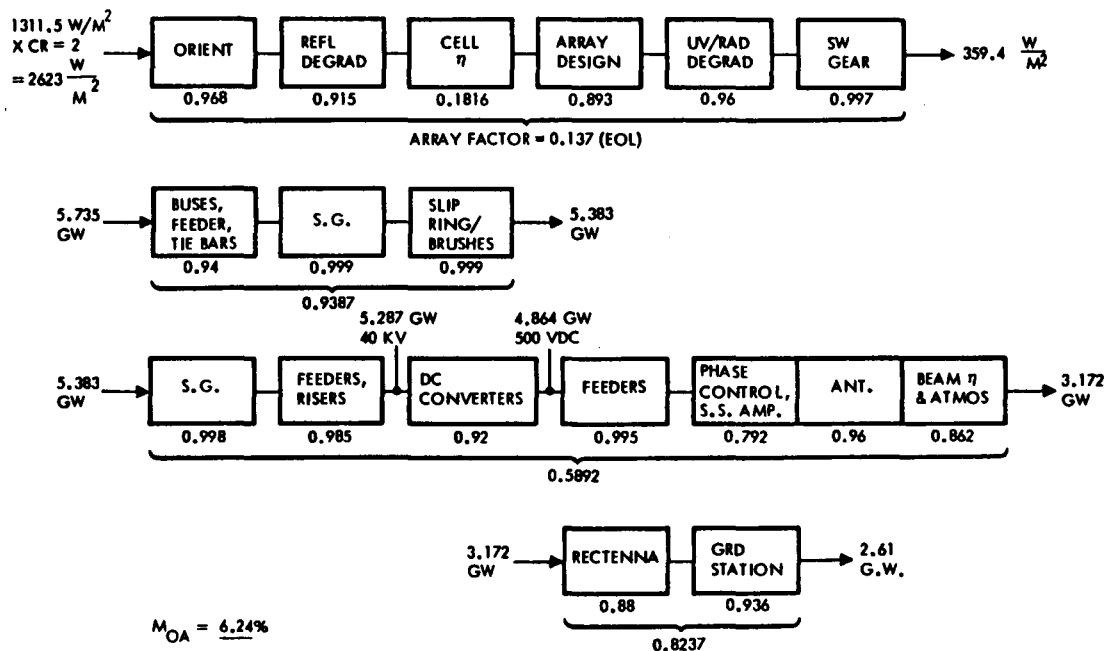 1311.5 W/M²
X CR = 2
= 2623 W/M²
ORIENT
REFL
DEGRAD
CELL
η
ARRAY
DESIGN
UV/RAD
DEGRAD
SW
GEAR
359.4 W/M²
0.968
0.915
0.1816
0.893
0.96
0.997
ARRAY FACTOR = 0.137 (EOL)
5.735
GW
BUSES,
FEEDER,
TIE BARS
S.G.
SLIP
RING/
BRUSHES
5.383
GW
0.94
0.999
0.999
0.9387
5.287 GW
40 KV
4.864 GW
500 VDC
5.383
GW
S.G.
FEEDERS,
RISERS
DC
CONVERTERS
FEEDERS
PHASE
CONTROL,
S.S. AMP.
ANT.
BEAM η
& ATMOS
3.172
GW
0.998
0.985
0.92
0.995
0.792
0.96
0.862
0.5892
3.172
GW
RECTENNA
GRD
STATION
2.61
G.W.
0.88
0.936
0.8237
M_OA = 6.24%